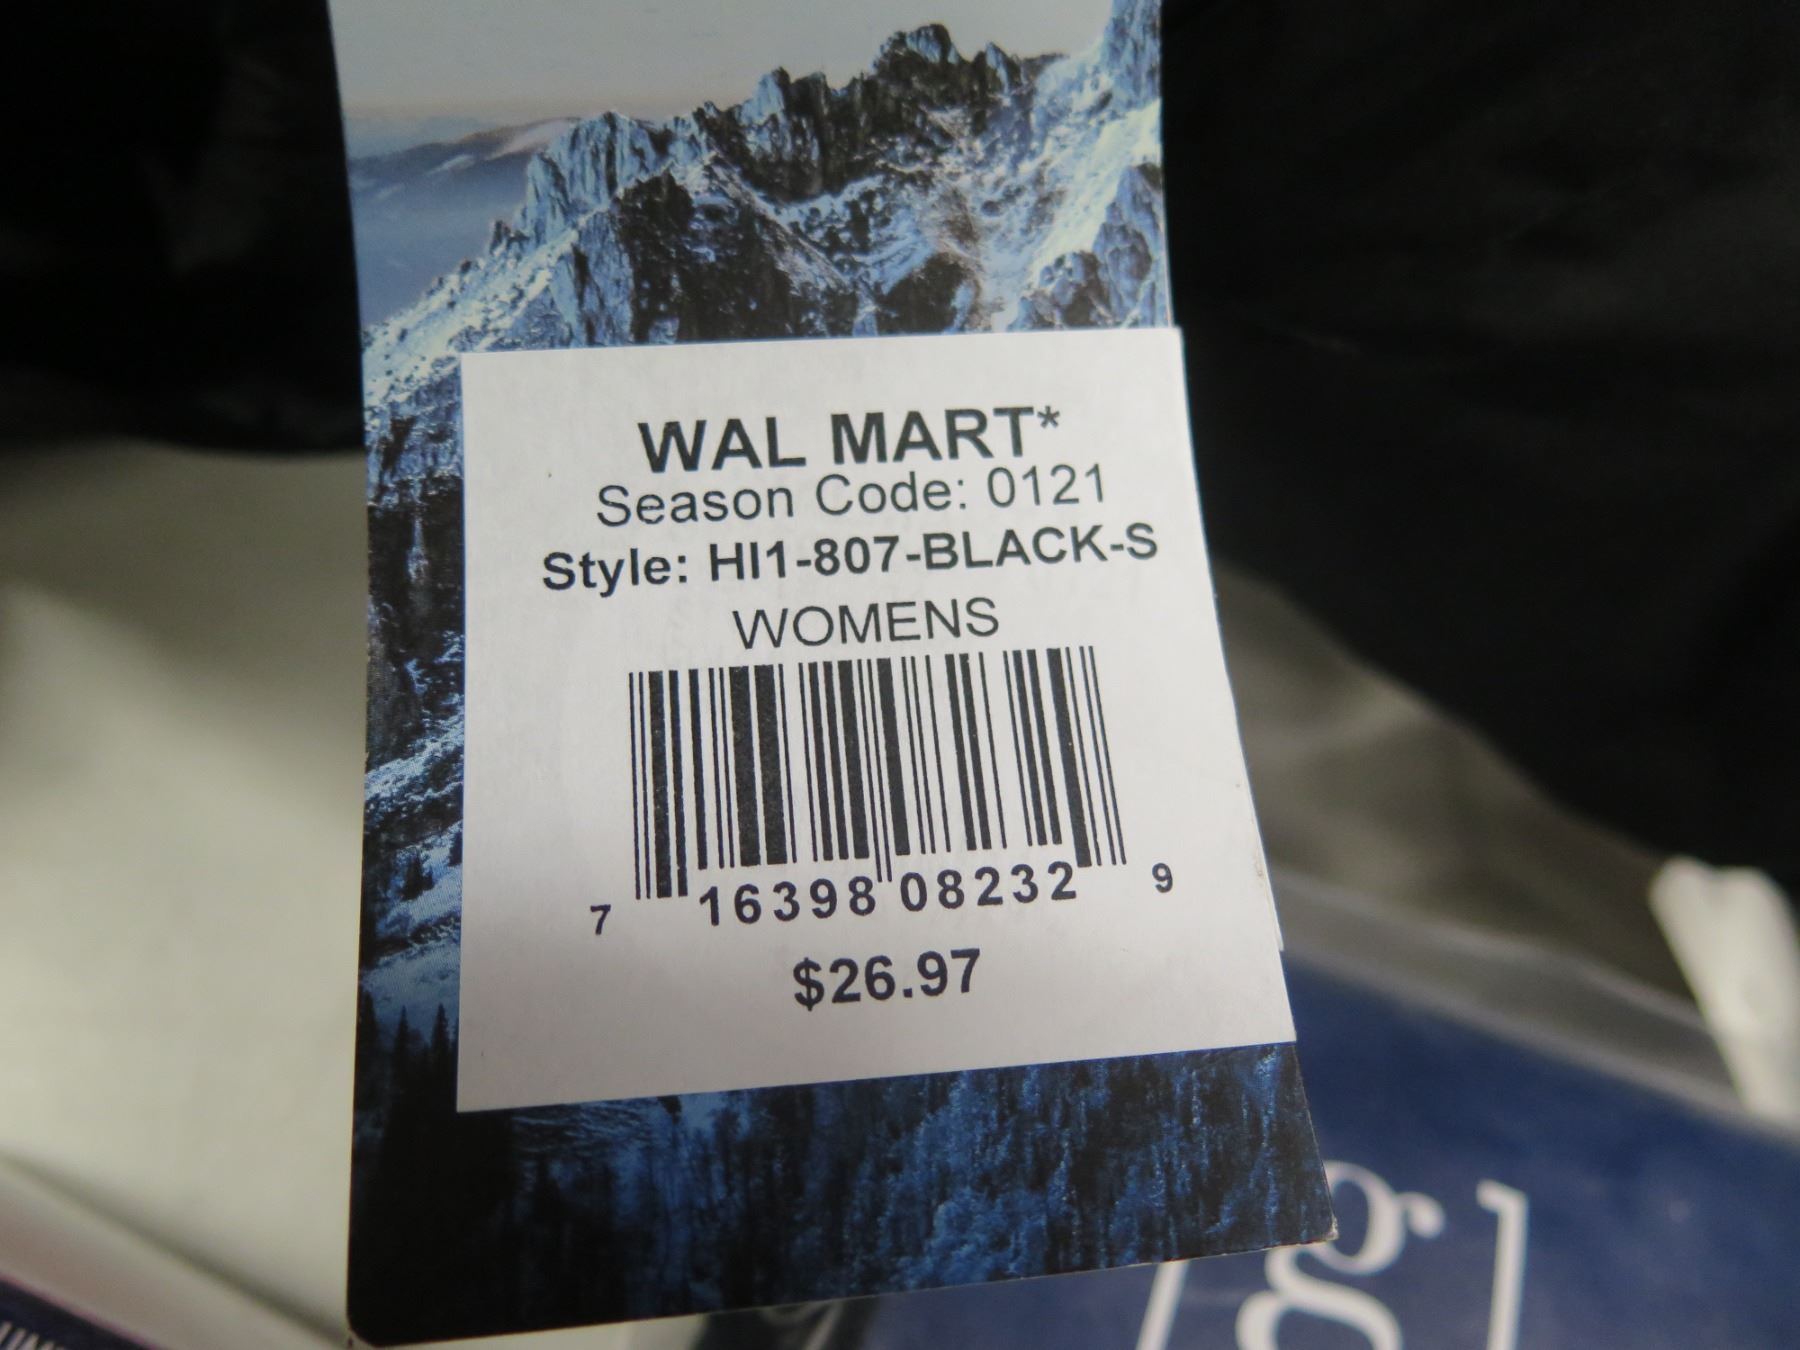 WAL MART*
Season Code: 0121
Style: HI1-807-BLACK-S
WOMENS
7 16398 08232 9
$26.97
[g]